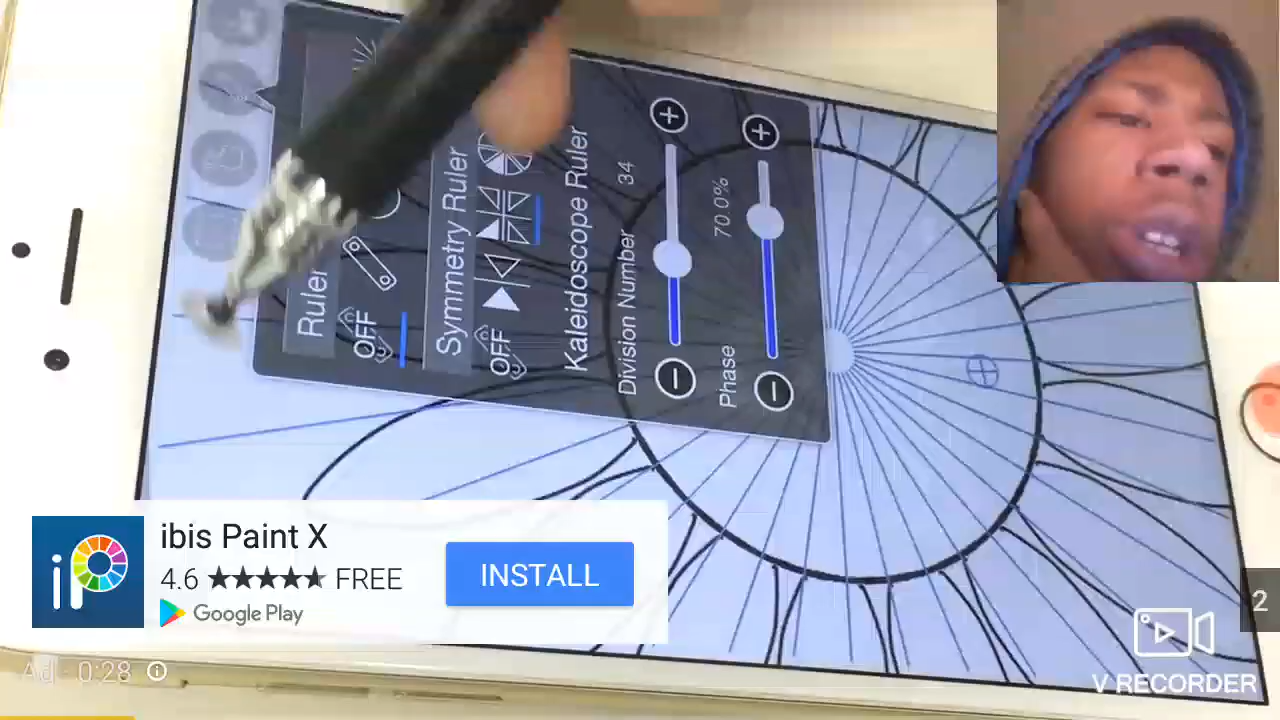 Ruler
OFF
Symmetry Ruler
OFF
Kaleidoscope Ruler
Division Number 34
Phase 70.0%
iP
ibis Paint X
4.6 ★★★★★ FREE
Google Play
INSTALL
Ad · 0:28
2
V RECORDER